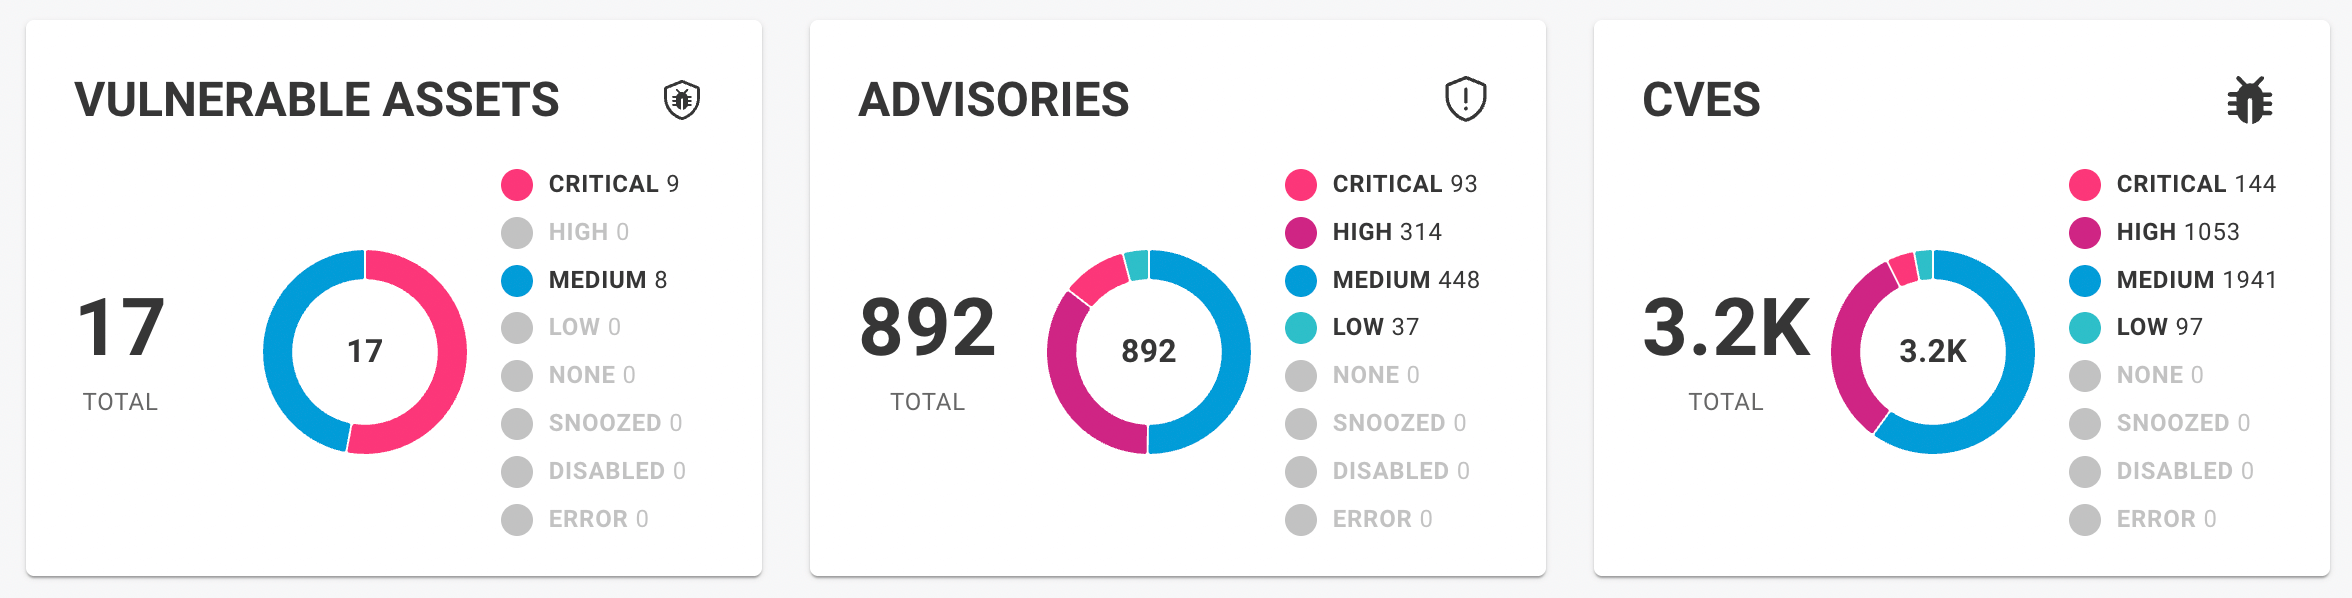 VULNERABLE ASSETS
17
TOTAL
17
CRITICAL 9
HIGH 0
MEDIUM 8
LOW 0
NONE 0
SNOOZED 0
DISABLED 0
ERROR 0
ADVISORIES
892
TOTAL
892
CRITICAL 93
HIGH 314
MEDIUM 448
LOW 37
NONE 0
SNOOZED 0
DISABLED 0
ERROR 0
CVES
3.2K
TOTAL
3.2K
CRITICAL 144
HIGH 1053
MEDIUM 1941
LOW 97
NONE 0
SNOOZED 0
DISABLED 0
ERROR 0